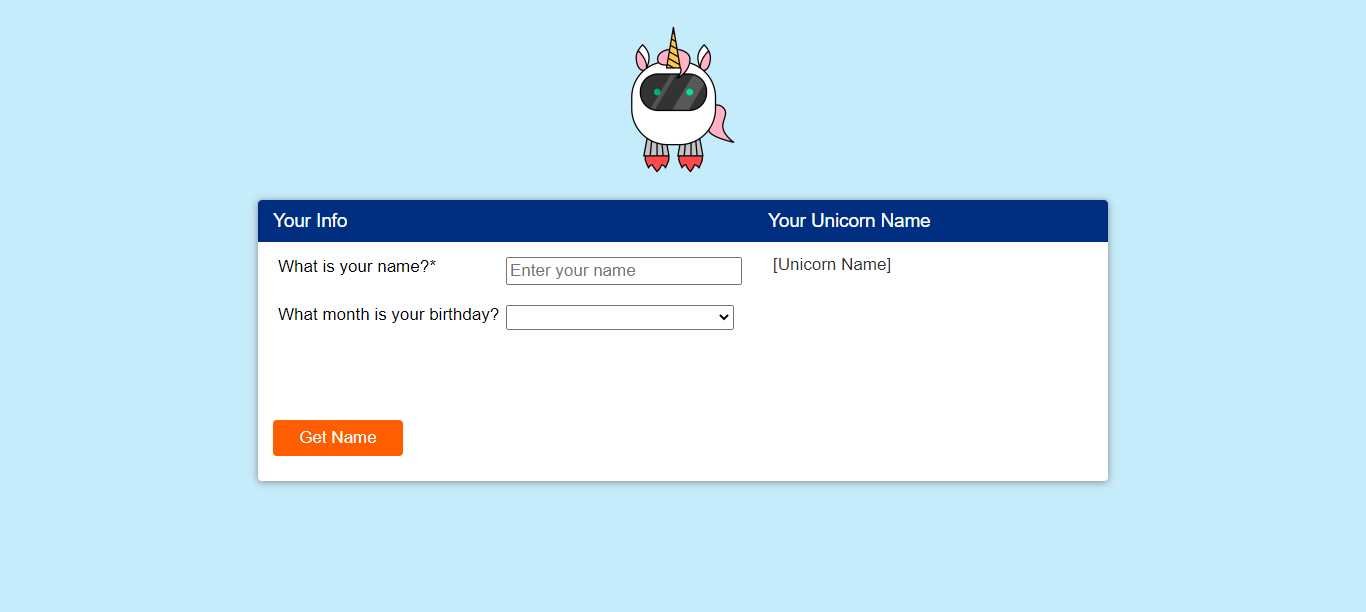 Your Info
Your Unicorn Name
What is your name?*
Enter your name
[Unicorn Name]
What month is your birthday?
Get Name